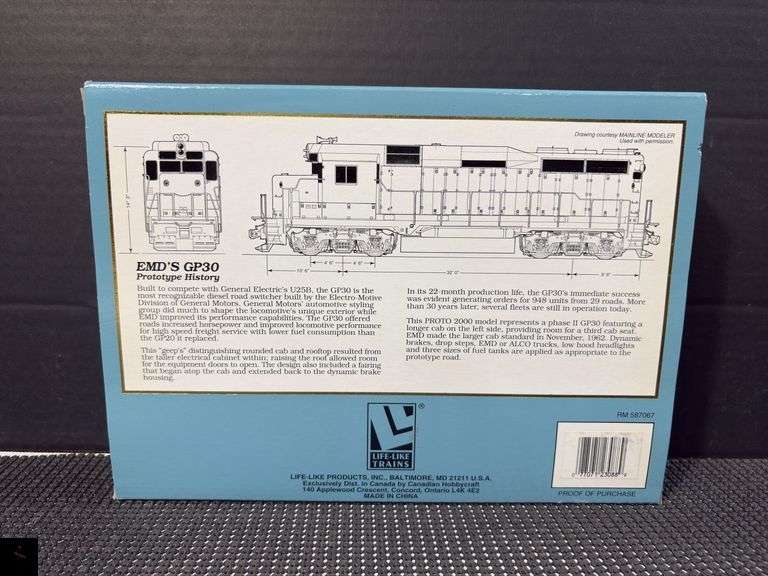 Drawing courtesy MAINLINE MODELER
Used with permission.
EMD'S GP30
Prototype History
Built to compete with General Electric's U25B, the GP30 is the
most recognizable diesel road switcher built by the Electro-Motive
Division of General Motors. General Motors' automotive styling
group did much to shape the locomotive's unique exterior while
EMD improved its performance capabilities. The GP30 offered
roads increased horsepower and improved locomotive performance
for high speed freight service with lower fuel consumption than
the GP20 it replaced.
This "geep's" distinguishing rounded cab and rooftop resulted from
the taller electrical cabinet within; raising the roof allowed room
for the equipment doors to open. The design also included a fairing
that began atop the cab and extended back to the dynamic brake
housing.
In its 22-month production life, the GP30's immediate success
was evident generating orders for 948 units from 29 roads. More
than 30 years later, several fleets are still in operation today.
This PROTO 2000 model represents a phase II GP30 featuring a
longer cab on the left side, providing room for a third cab seat.
EMD made the larger cab standard in November, 1962. Dynamic
brakes, drop steps, EMD or ALCO trucks, low hood headlights
and three sizes of fuel tanks are applied as appropriate to the
prototype road.
RM 587067
®
LIFE-LIKE
TRAINS
LIFE-LIKE PRODUCTS, INC., BALTIMORE, MD 21211 U.S.A.
Exclusively Dist. in Canada by Canadian Hobbycraft
140 Applewood Crescent, Concord, Ontario L4K 4E2
MADE IN CHINA
PROOF OF PURCHASE